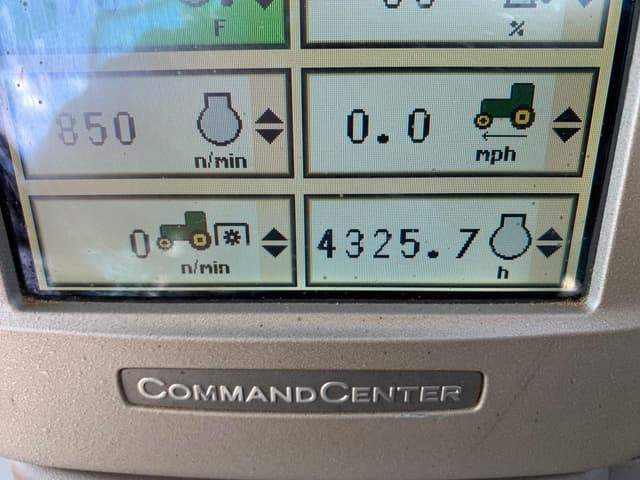 F
%
850
n/min
0.0
mph
0
n/min
4325.7
h
COMMANDCENTER